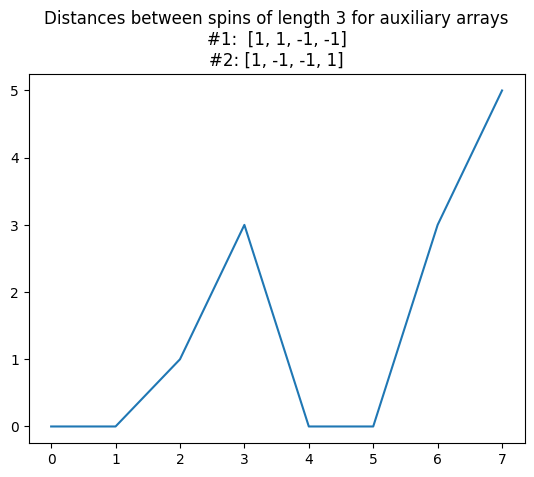 Distances between spins of length 3 for auxiliary arrays
#1:  [1, 1, -1, -1]
#2: [1, -1, -1, 1]
5
4
3
2
1
0
0 1 2 3 4 5 6 7